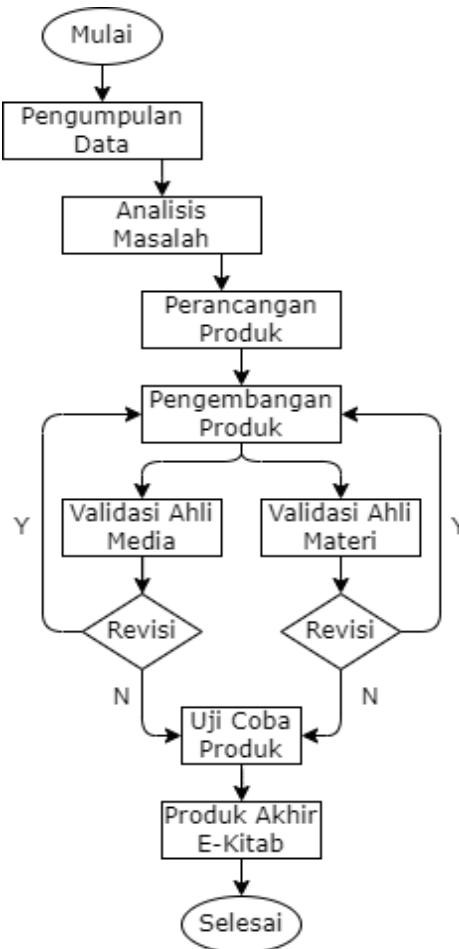 Mulai
Pengumpulan
Data
Analisis
Masalah
Perancangan
Produk
Pengembangan
Produk
Validasi Ahli
Media
Validasi Ahli
Materi
Y
Y
Revisi
Revisi
N
N
Uji Coba
Produk
Produk Akhir
E-Kitab
Selesai